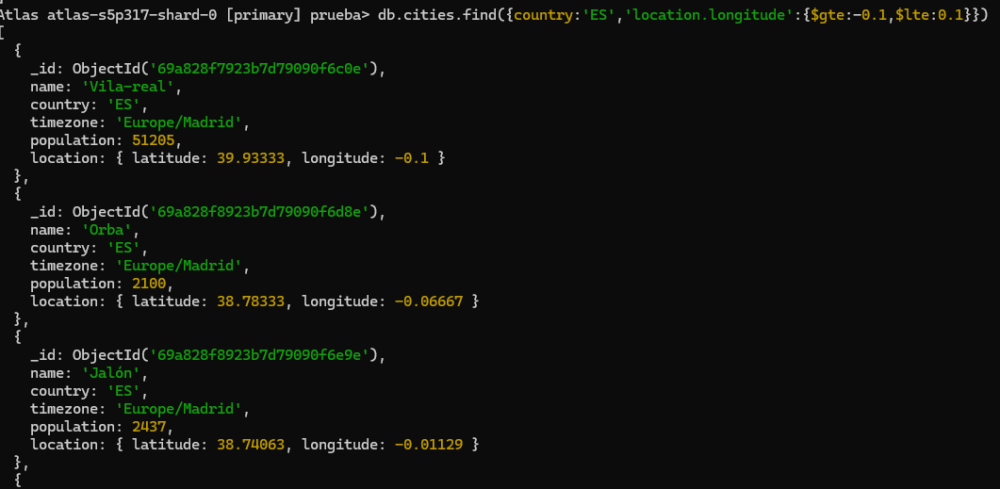 Atlas atlas-s5p317-shard-0 [primary] prueba> db.cities.find({country:'ES','location.longitude':{$gte:-0.1,$lte:0.1}})
[
  {
    _id: ObjectId('69a828f7923b7d79090f6c0e'),
    name: 'Vila-real',
    country: 'ES',
    timezone: 'Europe/Madrid',
    population: 51205,
    location: { latitude: 39.93333, longitude: -0.1 }
  },
  {
    _id: ObjectId('69a828f8923b7d79090f6d8e'),
    name: 'Orba',
    country: 'ES',
    timezone: 'Europe/Madrid',
    population: 2100,
    location: { latitude: 38.78333, longitude: -0.06667 }
  },
  {
    _id: ObjectId('69a828f8923b7d79090f6e9e'),
    name: 'Jalón',
    country: 'ES',
    timezone: 'Europe/Madrid',
    population: 2437,
    location: { latitude: 38.74063, longitude: -0.01129 }
  },
  {